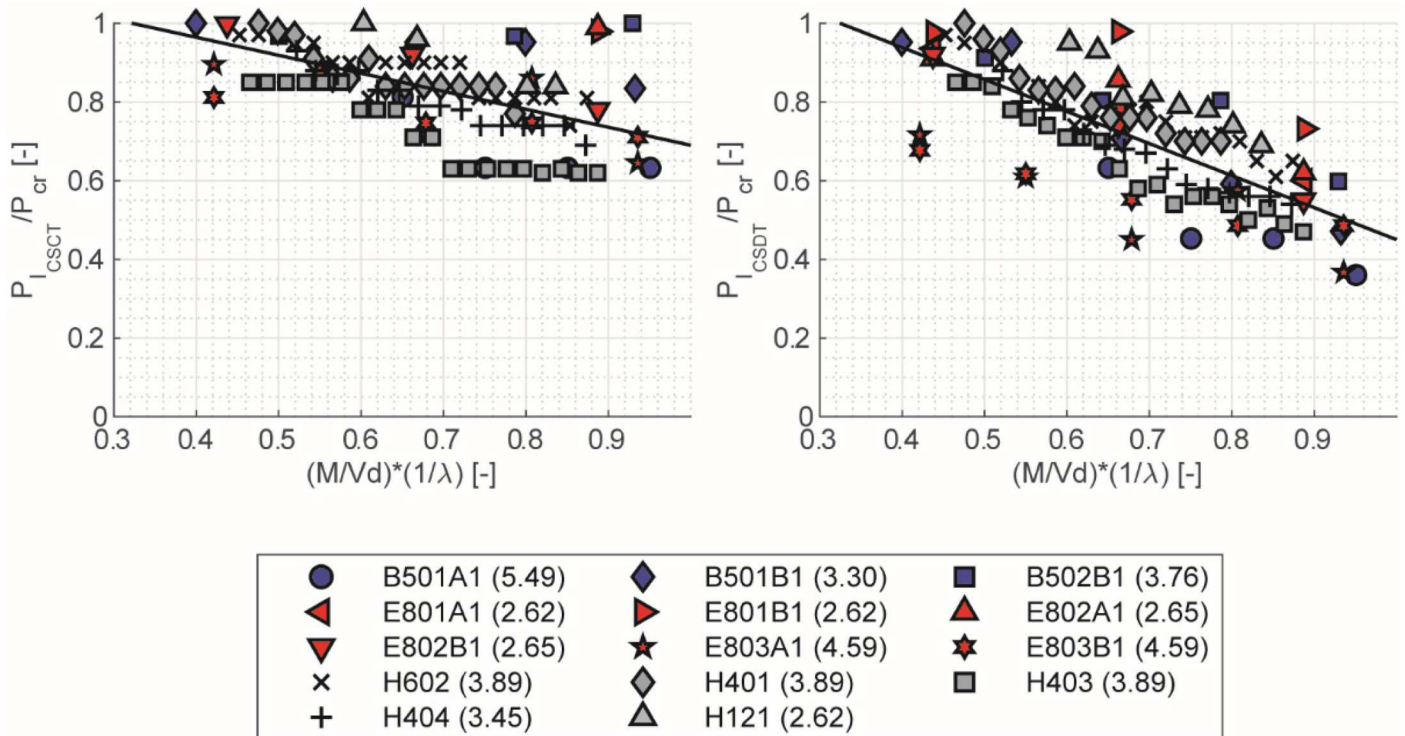 1
0.8
0.6
0.4
0.2
0
0.3 0.4 0.5 0.6 0.7 0.8 0.9
P_I_CSCT /P_cr [-]
(M/Vd)*(1/λ) [-]
1
0.8
0.6
0.4
0.2
0
0.3 0.4 0.5 0.6 0.7 0.8 0.9
P_I_CSDT /P_cr [-]
(M/Vd)*(1/λ) [-]
B501A1 (5.49) B501B1 (3.30) B502B1 (3.76)
E801A1 (2.62) E801B1 (2.62) E802A1 (2.65)
E802B1 (2.65) E803A1 (4.59) E803B1 (4.59)
H602 (3.89) H401 (3.89) H403 (3.89)
H404 (3.45) H121 (2.62)